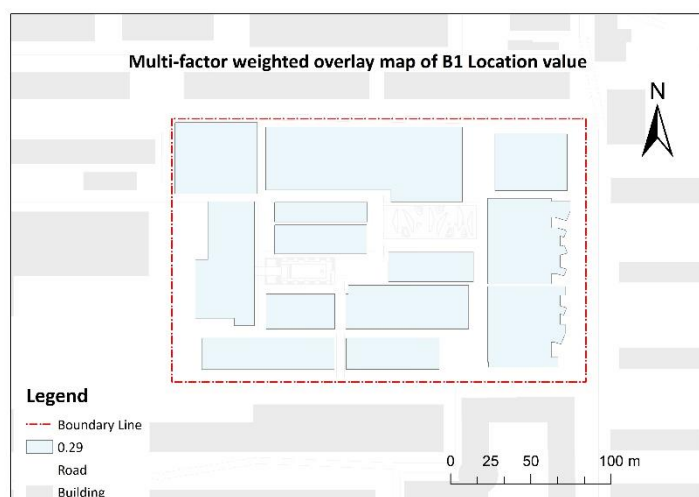 Multi-factor weighted overlay map of B1 Location value
N
Legend
Boundary Line
0.29
Road
Building
0 25 50 100 m